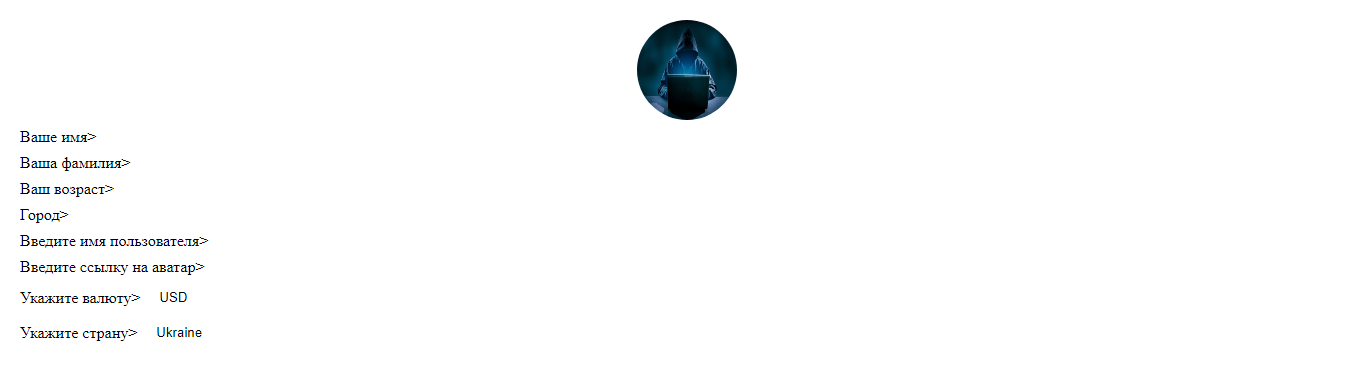 Ваше имя>
Ваша фамилия>
Ваш возраст>
Город>
Введите имя пользователя>
Введите ссылку на аватар>
Укажите валюту> USD
Укажите страну> Ukraine